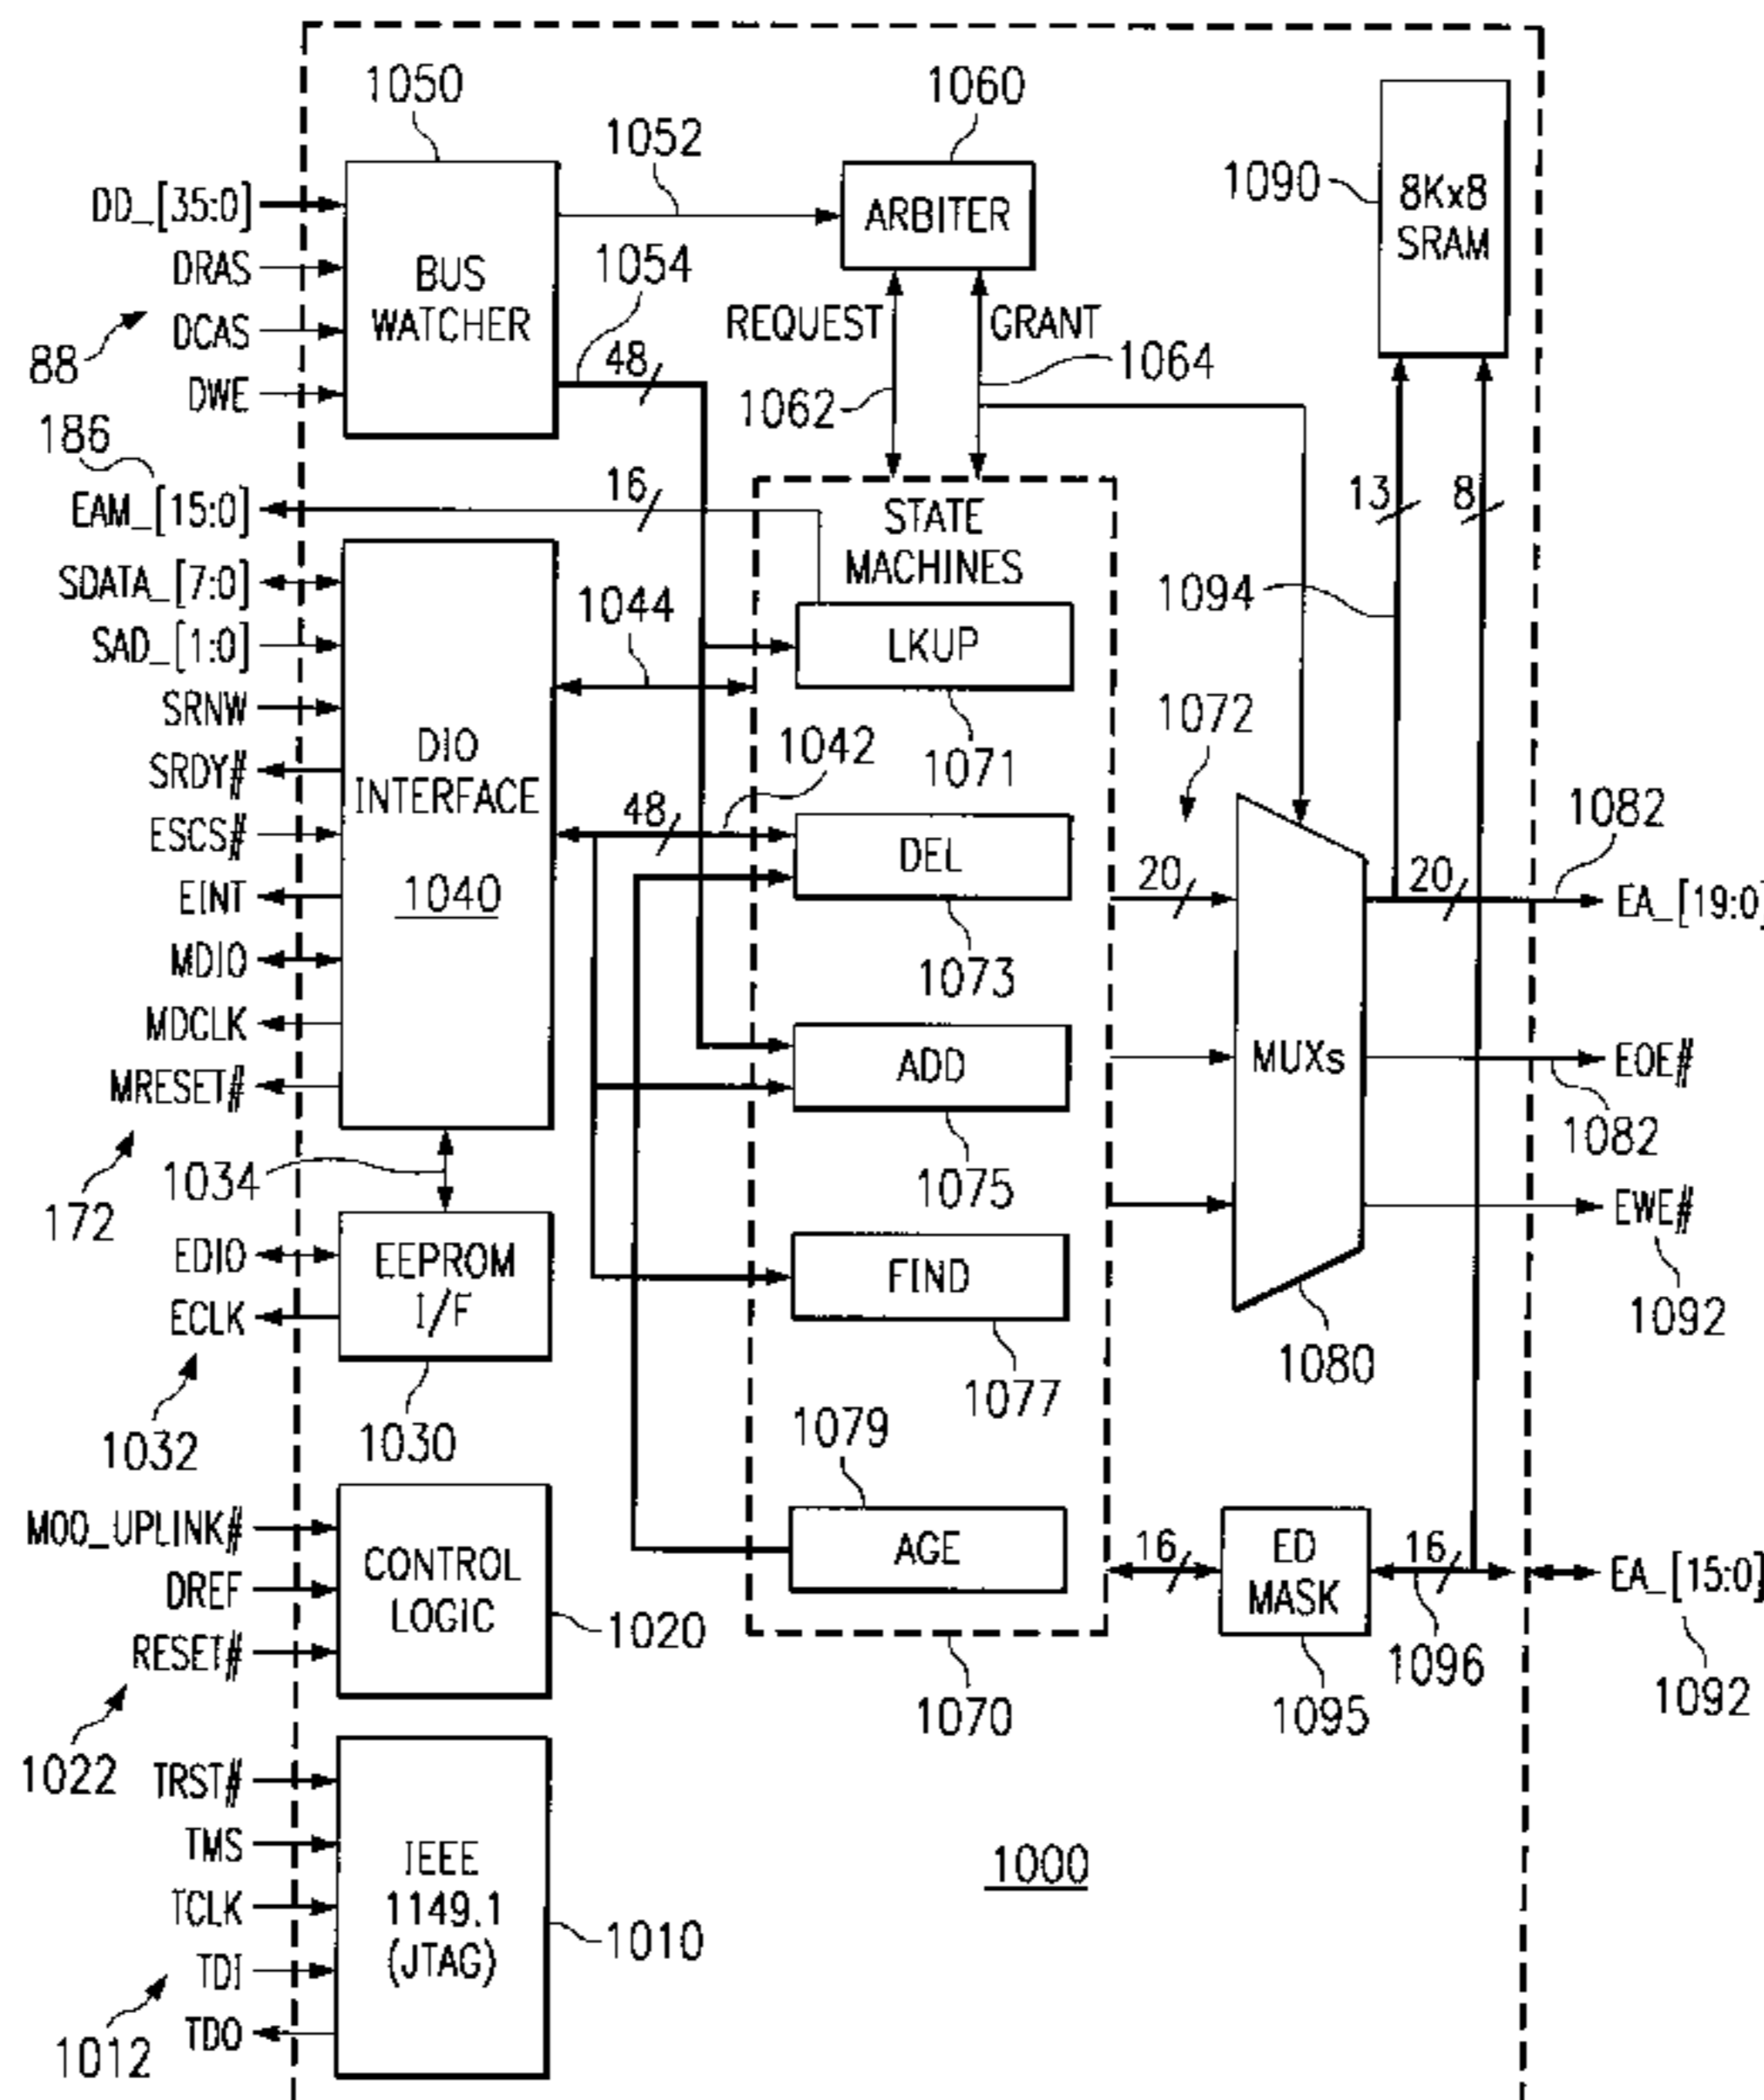 1050
1060
1052
1090
8Kx8
SRAM
DD_[35:0]
DRAS
DCAS
DWE
88
BUS
WATCHER
ARBITER
1054
48
REQUEST
GRANT
1062
1064
186
EAM_[15:0]
16
STATE
MACHINES
13
8
1094
SDATA_[7:0]
SAD_[1:0]
SRNW
SRDY#
ESCS#
EINT
MDIO
MDCLK
MRESET#
172
DIO
INTERFACE
1040
1044
LKUP
1071
1042
48
DEL
1073
1072
20
20
1082
EA_[19:0]
ADD
1075
MUXs
EOE#
1082
1034
EWE#
1092
EDIO
ECLK
1032
EEPROM
I/F
1030
FIND
1077
1080
1079
AGE
16
ED
MASK
16
EA_[15:0]
1092
1096
1095
1070
M00_UPLINK#
DREF
RESET#
1022
CONTROL
LOGIC
1020
TRST#
TMS
TCLK
TDI
TDO
1012
IEEE
1149.1
(JTAG)
1010
1000